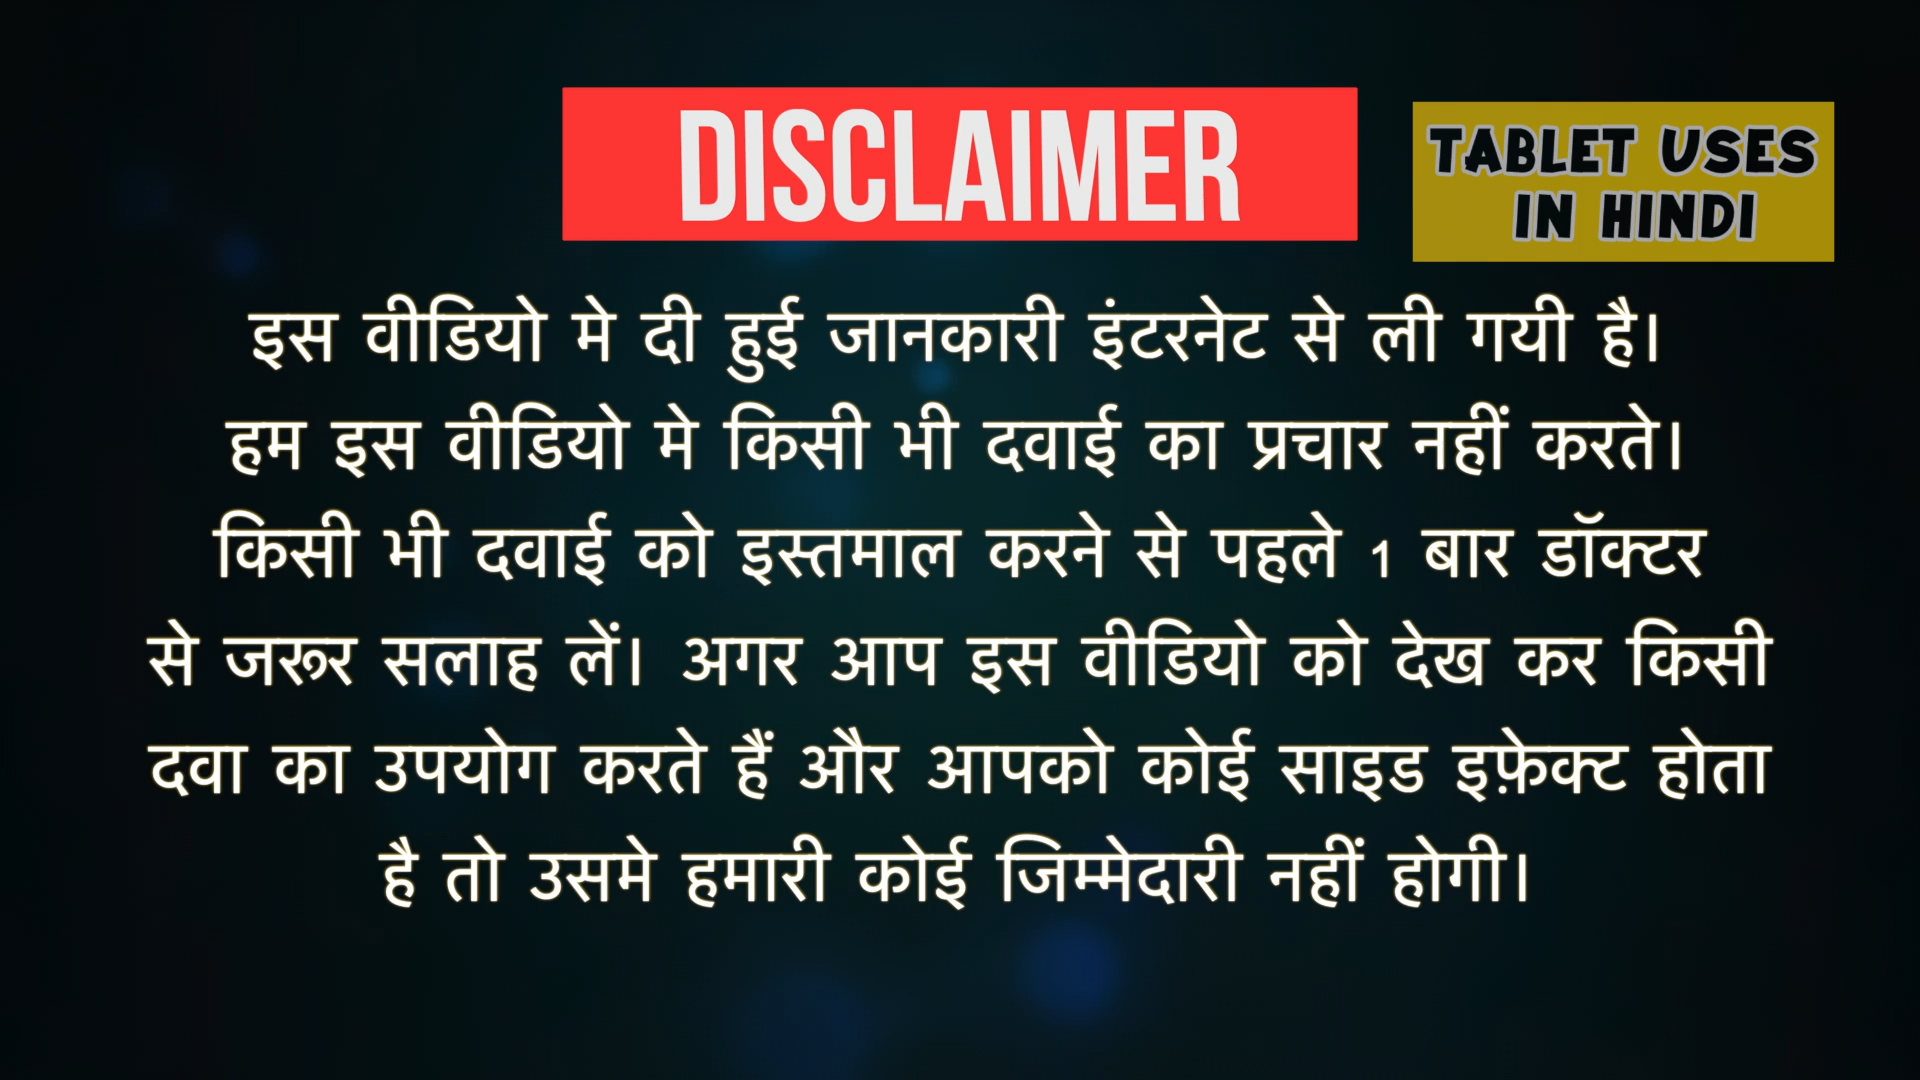 DISCLAIMER
TABLET USES
IN HINDI
इस वीडियो मे दी हुई जानकारी इंटरनेट से ली गयी है।
हम इस वीडियो मे किसी भी दवाई का प्रचार नहीं करते।
किसी भी दवाई को इस्तमाल करने से पहले 1 बार डॉक्टर
से जरूर सलाह लें। अगर आप इस वीडियो को देख कर किसी
दवा का उपयोग करते हैं और आपको कोई साइड इफ़ेक्ट होता
है तो उसमे हमारी कोई जिम्मेदारी नहीं होगी।